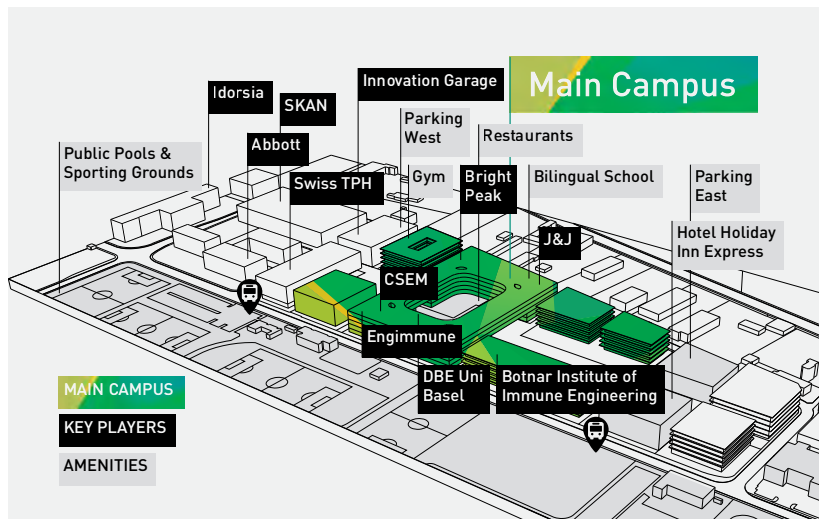 Main Campus
Innovation Garage
Idorsia
SKAN
Parking
West
Restaurants
Abbott
Public Pools &
Sporting Grounds
Swiss TPH
Gym
Bright
Peak
Bilingual School
Parking
East
J&J
Hotel Holiday
Inn Express
CSEM
Engimmune
DBE Uni
Basel
Botnar Institute of
Immune Engineering
MAIN CAMPUS
KEY PLAYERS
AMENITIES